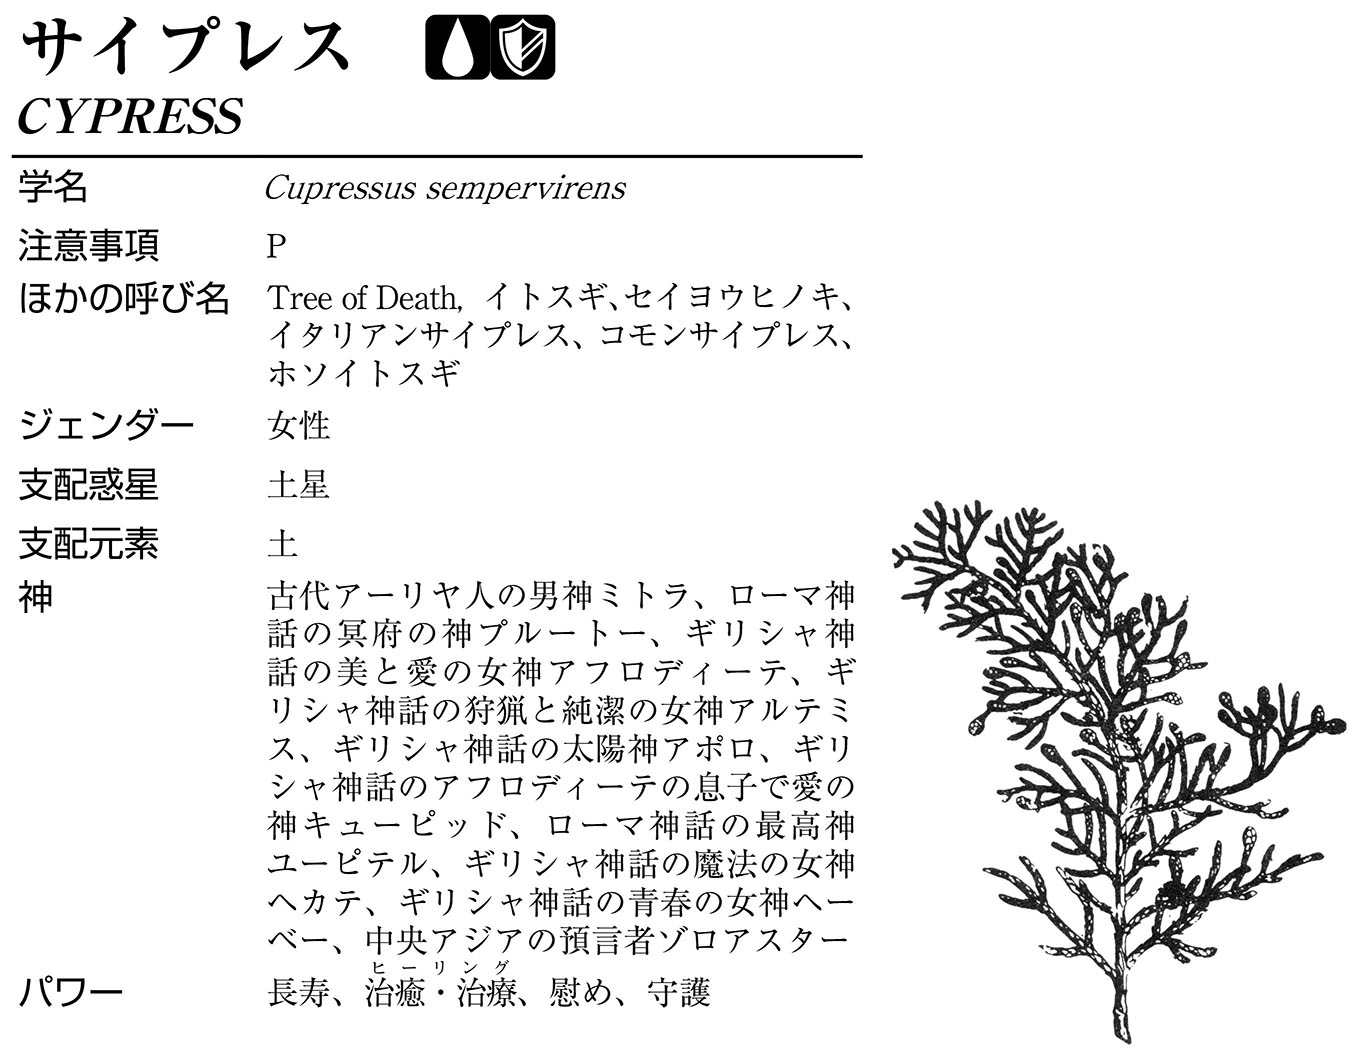 サイプレス
CYPRESS
学名 Cupressus sempervirens
注意事項 P
ほかの呼び名 Tree of Death, イトスギ、セイヨウヒノキ、
イタリアンサイプレス、コモンサイプレス、
ホソイトスギ
ジェンダー 女性
支配惑星 土星
支配元素 土
神 古代アーリヤ人の男神ミトラ、ローマ神
話の冥府の神プルートー、ギリシャ神
話の美と愛の女神アフロディーテ、ギ
リシャ神話の狩猟と純潔の女神アルテミ
ス、ギリシャ神話の太陽神アポロ、ギリ
シャ神話のアフロディーテの息子で愛の
神キューピッド、ローマ神話の最高神
ユーピテル、ギリシャ神話の魔法の女神
ヘカテ、ギリシャ神話の青春の女神ヘー
ベー、中央アジアの預言者ゾロアスター
ヒーリング
パワー 長寿、治癒・治療、慰め、守護